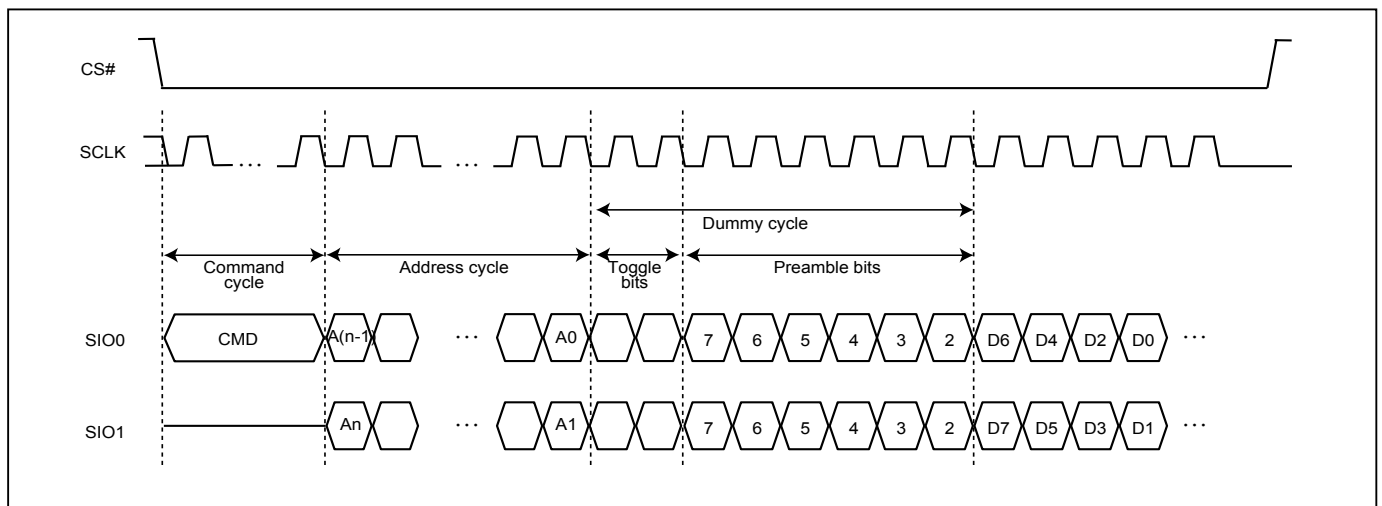 CS#
SCLK
...
...
Dummy cycle
Command
cycle
Address cycle
Toggle
bits
Preamble bits
SIO0
CMD
A(n-1)
...
A0
7 6 5 4 3 2
D6 D4 D2 D0
...
SIO1
An
...
A1
7 6 5 4 3 2
D7 D5 D3 D1
...